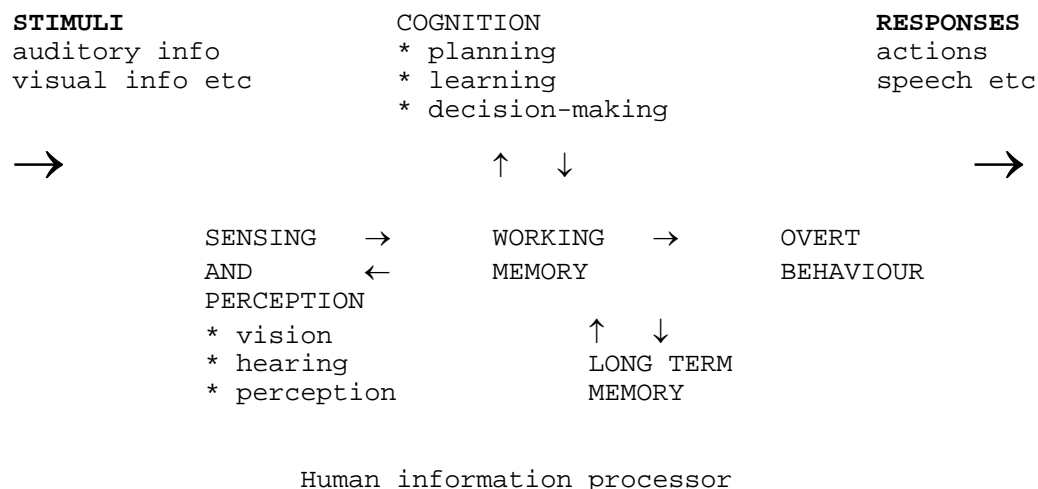 STIMULI COGNITION RESPONSES
auditory info * planning actions
visual info etc * learning speech etc
* decision-making
→ ↑ ↓ →
SENSING → WORKING → OVERT
AND ← MEMORY BEHAVIOUR
PERCEPTION
* vision ↑ ↓
* hearing LONG TERM
* perception MEMORY
Human information processor